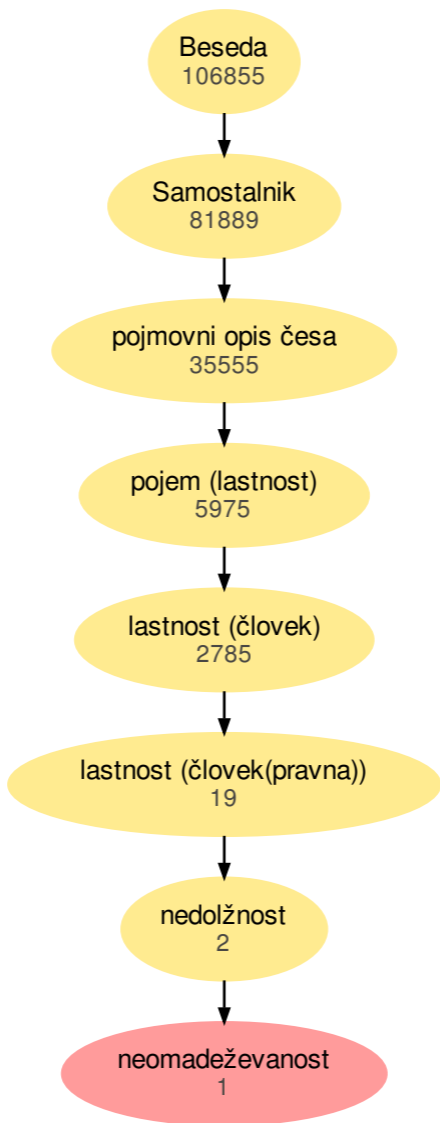 Beseda
106855
Samostalnik
81889
pojmovni opis česa
35555
pojem (lastnost)
5975
lastnost (človek)
2785
lastnost (človek(pravna))
19
nedolžnost
2
neomadeževanost
1